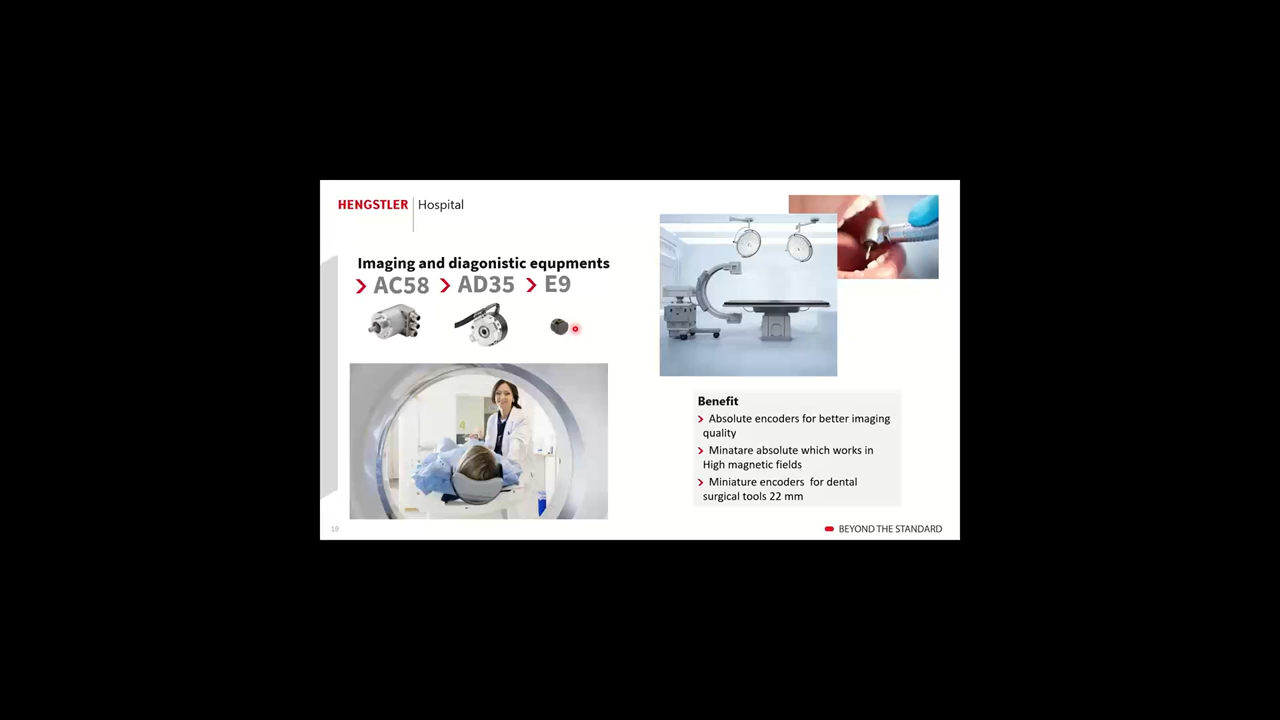 HENGSTLER Hospital
Imaging and diagonistic equpments
AC58 AD35 E9
Benefit
Absolute encoders for better imaging
quality
Minatare absolute which works in
High magnetic fields
Miniature encoders for dental
surgical tools 22 mm
19
BEYOND THE STANDARD